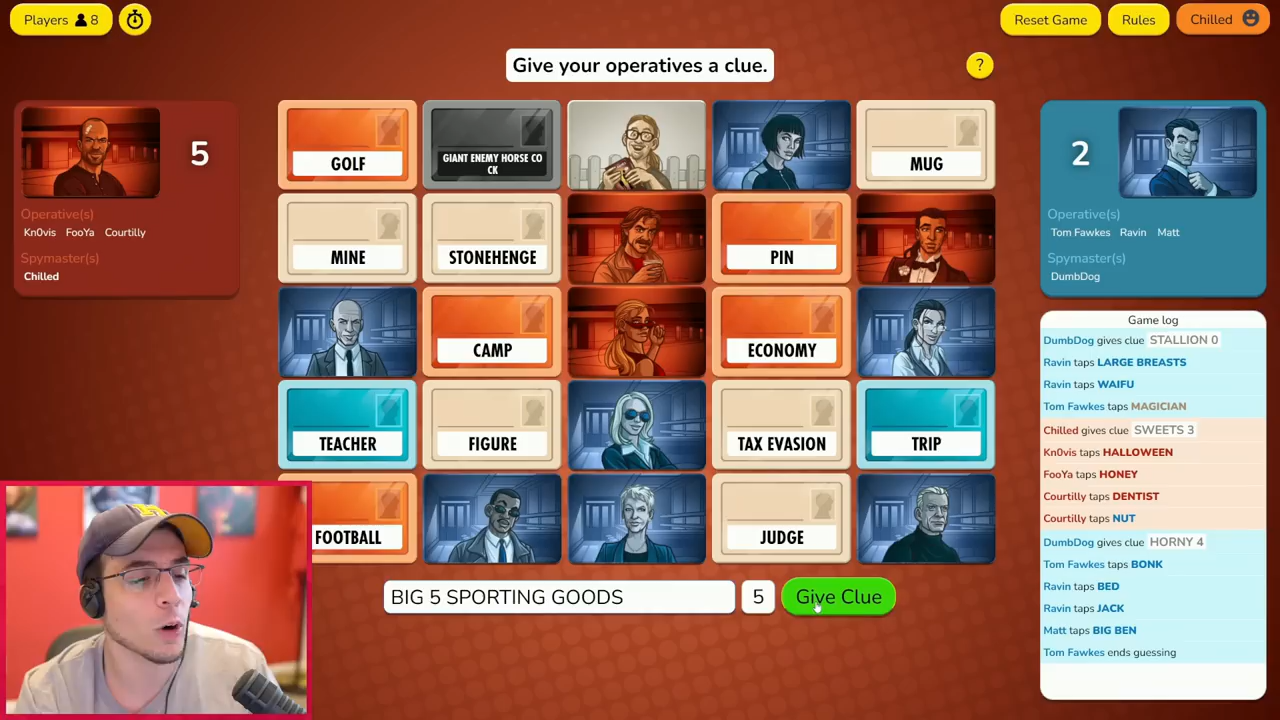 Players 8
Reset Game
Rules
Chilled
Give your operatives a clue.
?
5
Operative(s)
Kn0vis FooYa Courtilly
Spymaster(s)
Chilled
GOLF
GIANT ENEMY HORSE CO
CK
MUG
MINE
STONEHENGE
PIN
CAMP
ECONOMY
TEACHER
FIGURE
TAX EVASION
TRIP
FOOTBALL
JUDGE
BIG 5 SPORTING GOODS
5
Give Clue
2
Operative(s)
Tom Fawkes Ravin Matt
Spymaster(s)
DumbDog
Game log
DumbDog gives clue STALLION 0
Ravin taps LARGE BREASTS
Ravin taps WAIFU
Tom Fawkes taps MAGICIAN
Chilled gives clue SWEETS 3
Kn0vis taps HALLOWEEN
FooYa taps HONEY
Courtilly taps DENTIST
Courtilly taps NUT
DumbDog gives clue HORNY 4
Tom Fawkes taps BONK
Ravin taps BED
Ravin taps JACK
Matt taps BIG BEN
Tom Fawkes ends guessing